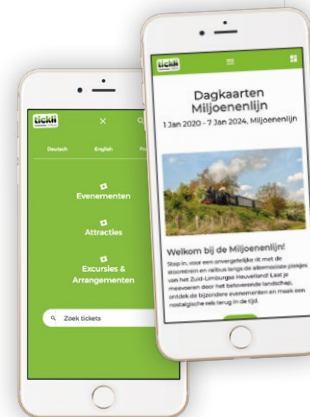 tickli
Deutsch English
Evenementen
Attracties
Excursies &
Arrangementen
Zoek tickets
tickli
Dagkaarten
Miljoenenlijn
1 Jan 2020 - 7 Jan 2024, Miljoenenlijn
Welkom bij de Miljoenenlijn!
Stap in, voor een onvergetelijke rit met de
stoomtrein en railbus langs de allermooiste plekjes
van het Zuid-Limburgse Heuvelland! Laat je
meevoeren door het betoverende landschap,
ontdek de bijzondere evenementen en maak een
nostalgische reis terug in de tijd.